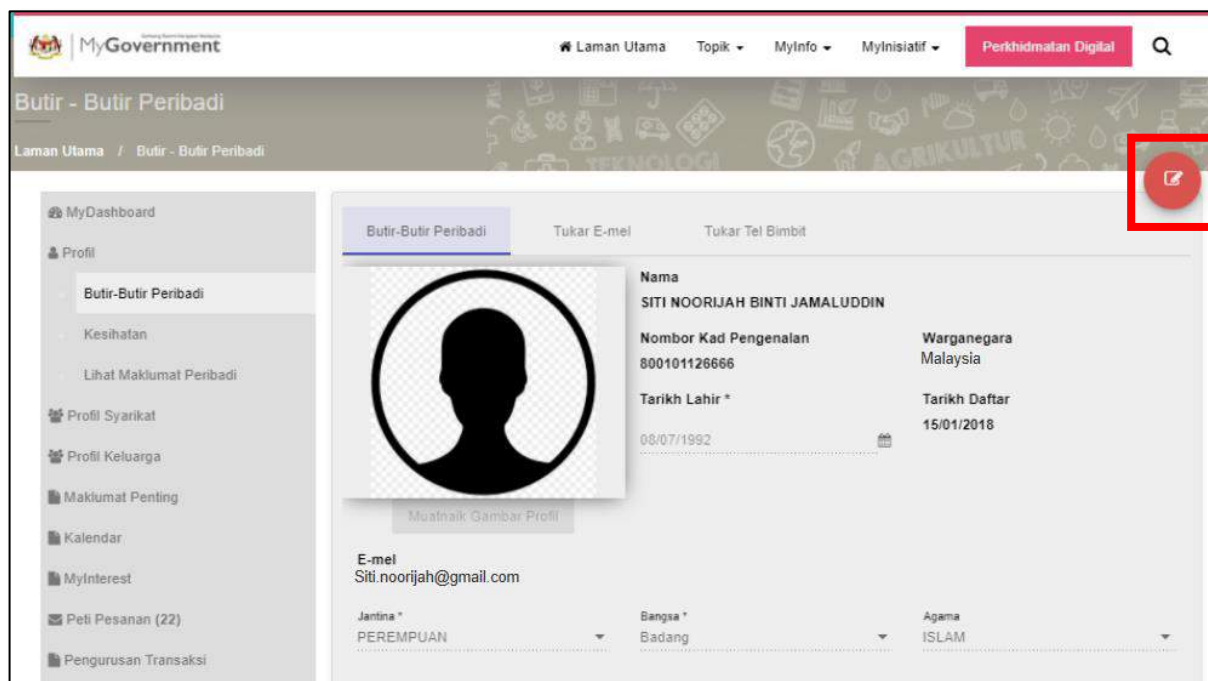 MyGovernment
Laman Utama Topik MyInfo MyInisiatif Perkhidmatan Digital
Butir - Butir Peribadi
Laman Utama / Butir - Butir Peribadi
TEKNOLOGI
AGRIKULTUR
MyDashboard
Profil
Butir-Butir Peribadi
Kesihatan
Lihat Maklumat Peribadi
Profil Syarikat
Profil Keluarga
Maklumat Penting
Kalendar
MyInterest
Peti Pesanan (22)
Pengurusan Transaksi
Butir-Butir Peribadi Tukar E-mel Tukar Tel Bimbit
Nama
SITI NOORIJAH BINTI JAMALUDDIN
Nombor Kad Pengenalan Warganegara
800101126666 Malaysia
Tarikh Lahir * Tarikh Daftar
08/07/1992 15/01/2018
Muatnaik Gambar Profil
E-mel
Siti.noorijah@gmail.com
Jantina * Bangsa * Agama
PEREMPUAN Badang ISLAM